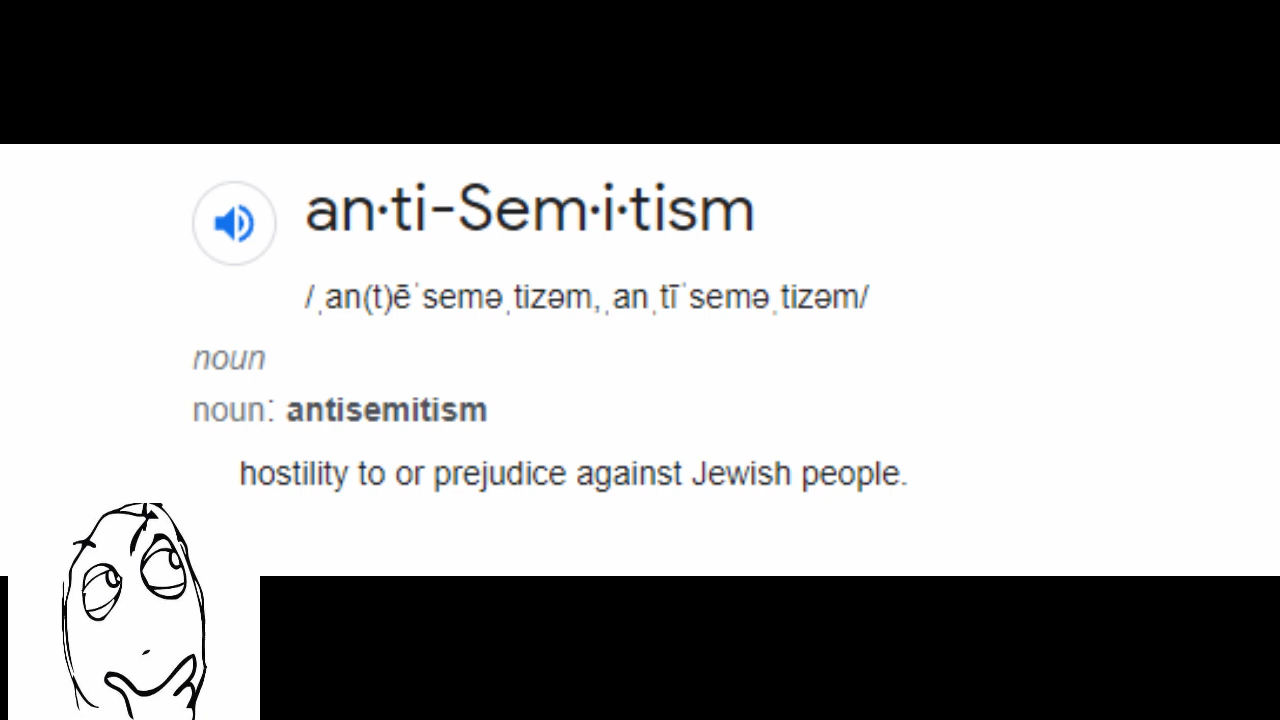 an·ti-Sem·i·tism
/ˌan(t)ēˈseməˌtizəm,ˌanˌtīˈseməˌtizəm/
noun
noun: antisemitism
hostility to or prejudice against Jewish people.